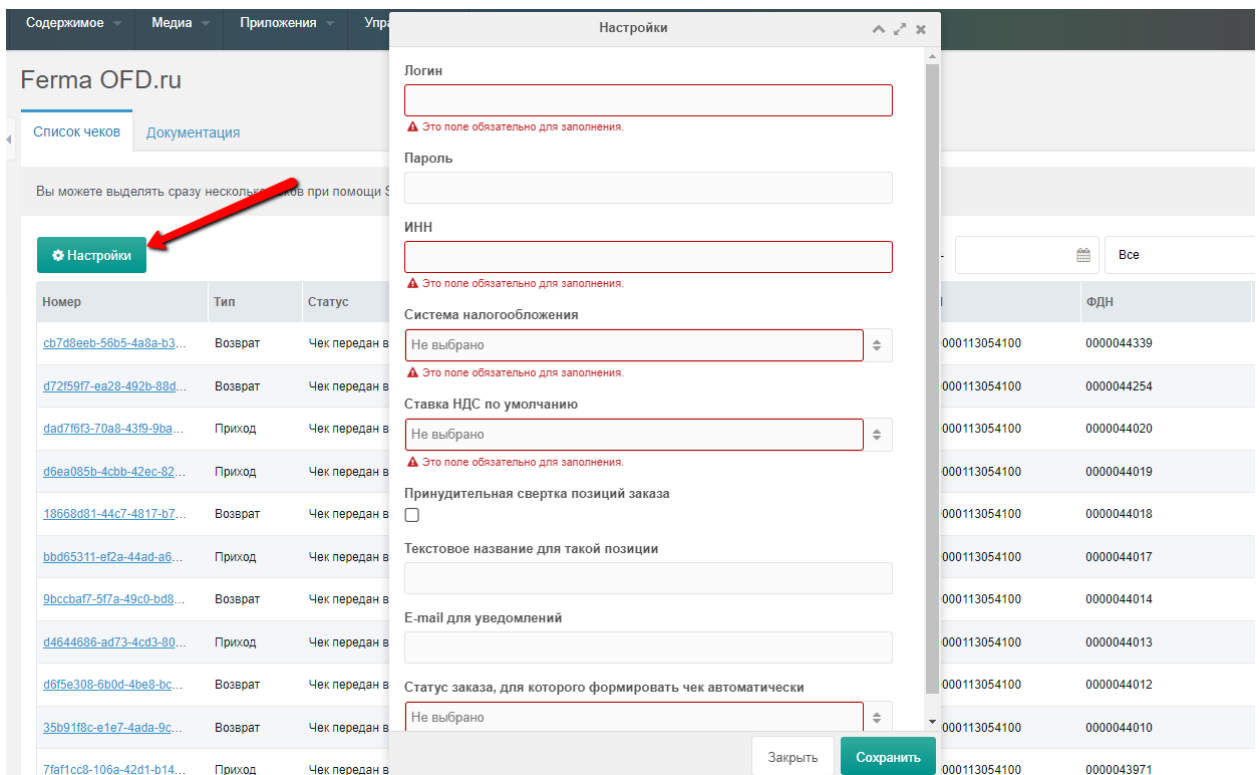 Содержимое Медиа Приложения
Настройки
Ferma OFD.ru
Список чеков Документация
Вы можете выделять сразу при помощи
Настройки
Все
Номер Тип Статус ФДН
cb7d8eeb-56b5-4a8a-b3... Возврат Чек передан в 000113054100 0000044339
d72f59f7-ea28-492b-88d... Возврат Чек передан в 000113054100 0000044254
dad7f6f3-70a8-43f9-9ba... Приход Чек передан в 000113054100 0000044020
d6ea085b-4cbb-42ec-82... Приход Чек передан в 000113054100 0000044019
18668d81-44c7-4817-b7... Возврат Чек передан в 000113054100 0000044018
bbd65311-ef2a-44ad-a6... Приход Чек передан в 000113054100 0000044017
9bccbaf7-5f7a-49c0-bd8... Возврат Чек передан в 000113054100 0000044014
d4644686-ad73-4cd3-80... Приход Чек передан в 000113054100 0000044013
d6f5e308-6b0d-4be8-bc... Возврат Чек передан в 000113054100 0000044012
35b91f8c-e1e7-4ada-9c... Возврат Чек передан в 000113054100 0000044010
7faf1cc8-106a-42d1-b14... Приход Чек передан в 000113054100 0000043971
Логин
Это поле обязательно для заполнения.
Пароль
ИНН
Это поле обязательно для заполнения.
Система налогообложения
Не выбрано
Это поле обязательно для заполнения.
Ставка НДС по умолчанию
Не выбрано
Это поле обязательно для заполнения.
Принудительная свертка позиций заказа
Текстовое название для такой позиции
E-mail для уведомлений
Статус заказа, для которого формировать чек автоматически
Не выбрано
Закрыть Сохранить